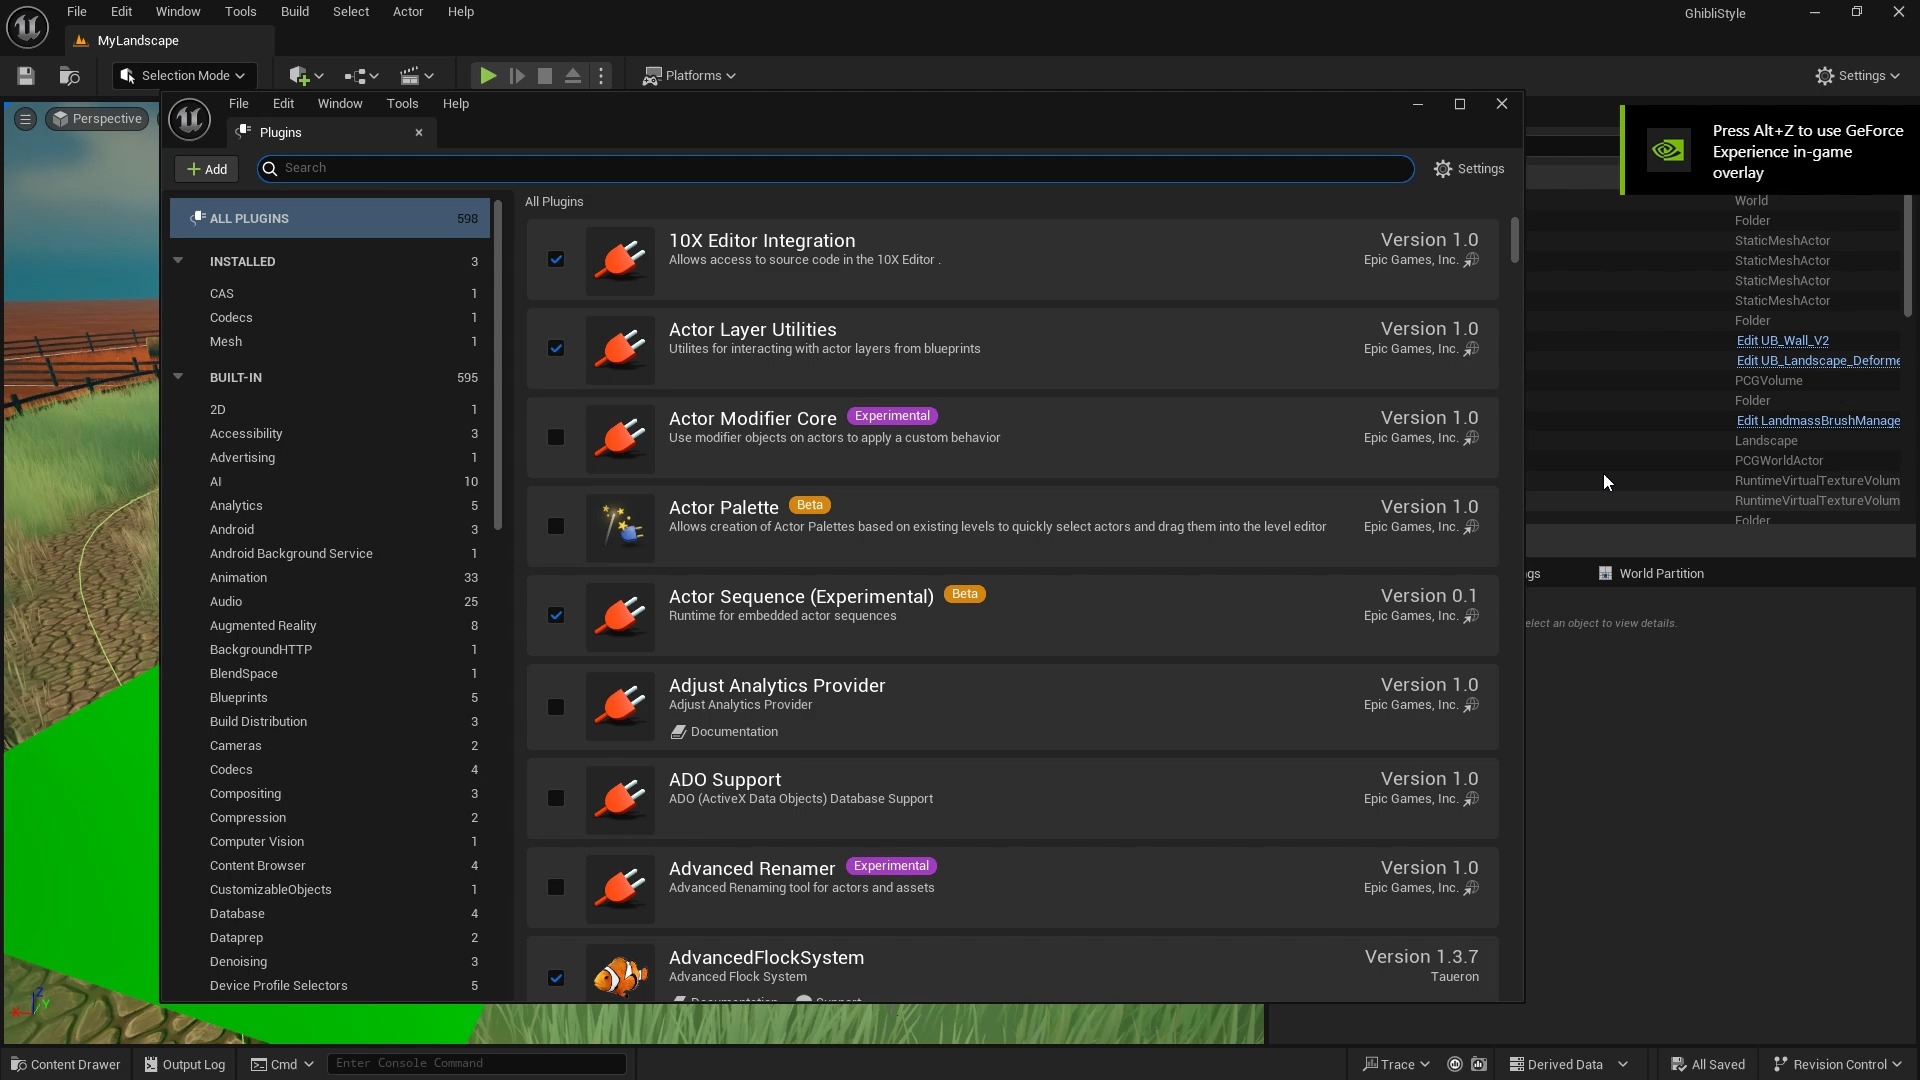 File Edit Window Tools Build Select Actor Help
GhibliStyle
MyLandscape
Selection Mode
Platforms
Settings
Perspective
File Edit Window Tools Help
Plugins
Add
Search
Settings
Press Alt+Z to use GeForce
Experience in-game
overlay
ALL PLUGINS 598
INSTALLED 3
CAS 1
Codecs 1
Mesh 1
BUILT-IN 595
2D 1
Accessibility 3
Advertising 1
AI 10
Analytics 5
Android 3
Android Background Service 1
Animation 33
Audio 25
Augmented Reality 8
BackgroundHTTP 1
BlendSpace 1
Blueprints 5
Build Distribution 3
Cameras 2
Codecs 4
Compositing 3
Compression 2
Computer Vision 1
Content Browser 4
CustomizableObjects 1
Database 4
Dataprep 2
Denoising 3
Device Profile Selectors 5
All Plugins
10X Editor Integration Version 1.0
Allows access to source code in the 10X Editor . Epic Games, Inc.
Actor Layer Utilities Version 1.0
Utilites for interacting with actor layers from blueprints Epic Games, Inc.
Actor Modifier Core Experimental Version 1.0
Use modifier objects on actors to apply a custom behavior Epic Games, Inc.
Actor Palette Beta Version 1.0
Allows creation of Actor Palettes based on existing levels to quickly select actors and drag them into the level editor Epic Games, Inc.
Actor Sequence (Experimental) Beta Version 0.1
Runtime for embedded actor sequences Epic Games, Inc.
Adjust Analytics Provider Version 1.0
Adjust Analytics Provider Epic Games, Inc.
Documentation
ADO Support Version 1.0
ADO (ActiveX Data Objects) Database Support Epic Games, Inc.
Advanced Renamer Experimental Version 1.0
Advanced Renaming tool for actors and assets Epic Games, Inc.
AdvancedFlockSystem Version 1.3.7
Advanced Flock System Taueron
Documentation Support
World
Folder
StaticMeshActor
StaticMeshActor
StaticMeshActor
StaticMeshActor
Folder
Edit UB_Wall_V2
Edit UB_Landscape_Deforme
PCGVolume
Folder
Edit LandmassBrushManage
Landscape
PCGWorldActor
RuntimeVirtualTextureVolum
RuntimeVirtualTextureVolum
Folder
gs World Partition
elect an object to view details.
Z
Y
X
Content Drawer Output Log Cmd Enter Console Command Trace Derived Data All Saved Revision Control